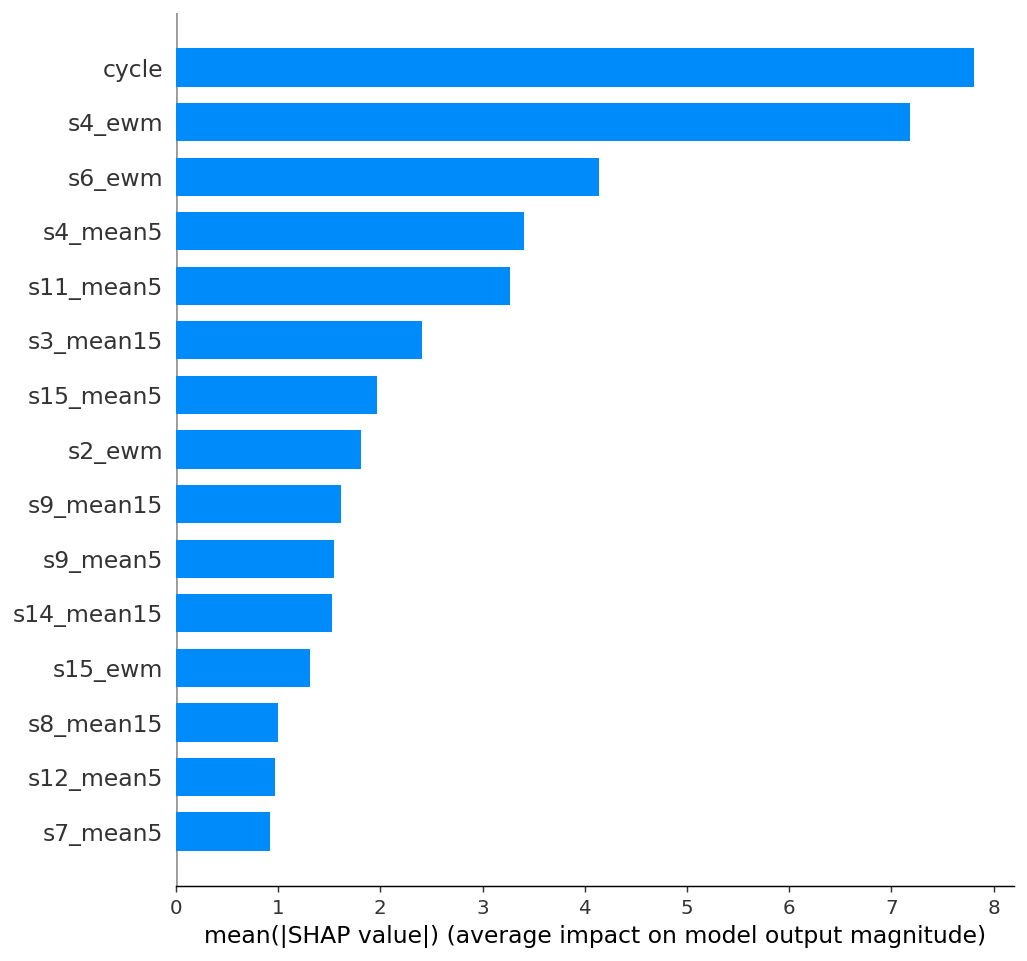 cycle
s4_ewm
s6_ewm
s4_mean5
s11_mean5
s3_mean15
s15_mean5
s2_ewm
s9_mean15
s9_mean5
s14_mean15
s15_ewm
s8_mean15
s12_mean5
s7_mean5
0 1 2 3 4 5 6 7 8
mean(|SHAP value|) (average impact on model output magnitude)